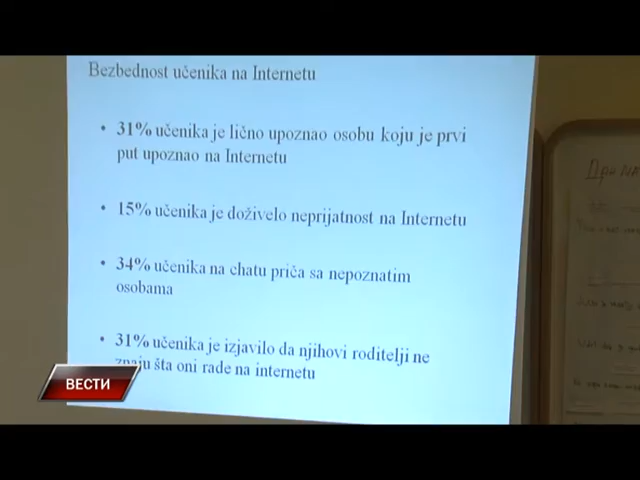 Bezbednost učenika na Internetu
• 31% učenika je lično upoznao osobu koju je prvi
put upoznao na Internetu
• 15% učenika je doživelo neprijatnost na Internetu
• 34% učenika na chatu priča sa nepoznatim
osobama
• 31% učenika je izjavilo da njihovi roditelji ne
znaju šta oni rade na internetu
ВЕСТИ